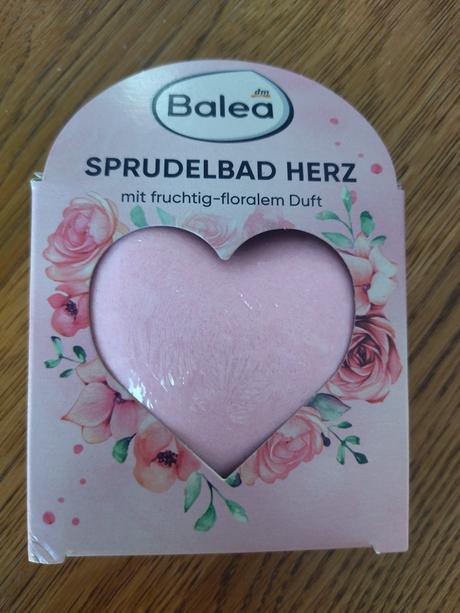 dm
Balea
SPRUDELBAD HERZ
mit fruchtig-floralem Duft